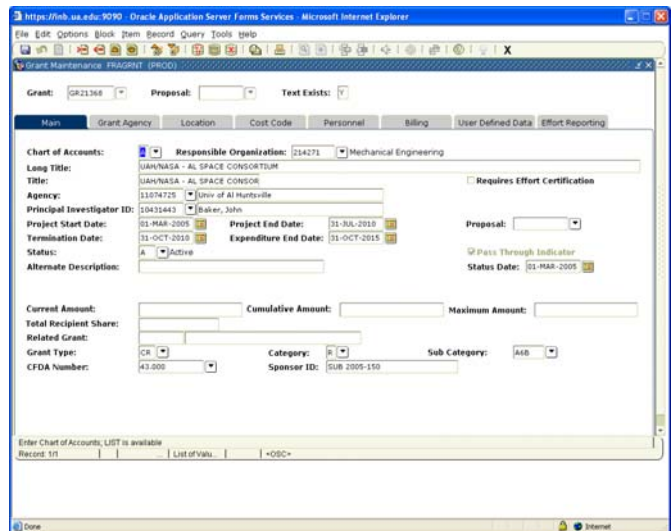 https://inb.ua.edu:9090 - Oracle Application Server Forms Services - Microsoft Internet Explorer
File Edit Options Block Item Record Query Tools Help
Grant Maintenance FRAGRNT (PROD)
Grant: GR21368 Proposal: Text Exists: Y
Main Grant Agency Location Cost Code Personnel Billing User Defined Data Effort Reporting
Chart of Accounts: A Responsible Organization: 214271 Mechanical Engineering
Long Title: UAH/NASA - AL SPACE CONSORTIUM
Title: UAH/NASA - AL SPACE CONSOR Requires Effort Certification
Agency: 11074725 Univ of Al Huntsville
Principal Investigator ID: 10431443 Baker, John
Project Start Date: 01-MAR-2005 Project End Date: 31-JUL-2010 Proposal:
Termination Date: 31-OCT-2010 Expenditure End Date: 31-OCT-2015
Status: A Active Pass Through Indicator
Alternate Description: Status Date: 01-MAR-2005
Current Amount: Cumulative Amount: Maximum Amount:
Total Recipient Share:
Related Grant:
Grant Type: CR Category: R Sub Category: A6B
CFDA Number: 43.000 Sponsor ID: SUB 2005-150
Enter Chart of Accounts; LIST is available
Record: 1/1 ... List of Valu... <OSC>
Done Internet